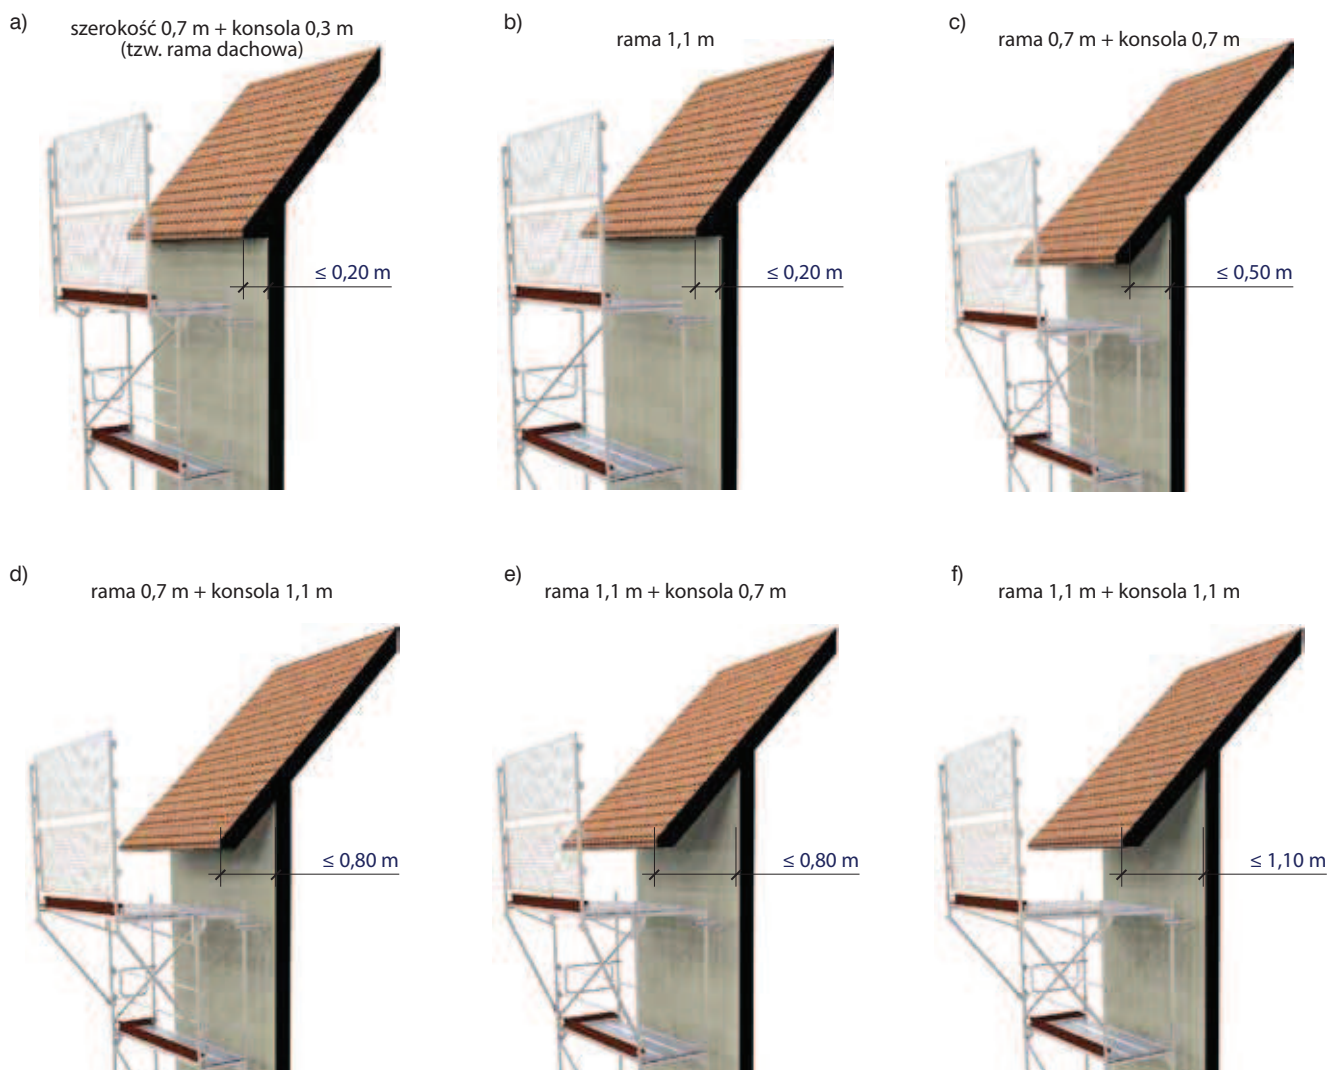 a)
szerokość 0,7 m + konsola 0,3 m
(tzw. rama dachowa)
≤ 0,20 m
b)
rama 1,1 m
≤ 0,20 m
c)
rama 0,7 m + konsola 0,7 m
≤ 0,50 m
d)
rama 0,7 m + konsola 1,1 m
≤ 0,80 m
e)
rama 1,1 m + konsola 0,7 m
≤ 0,80 m
f)
rama 1,1 m + konsola 1,1 m
≤ 1,10 m